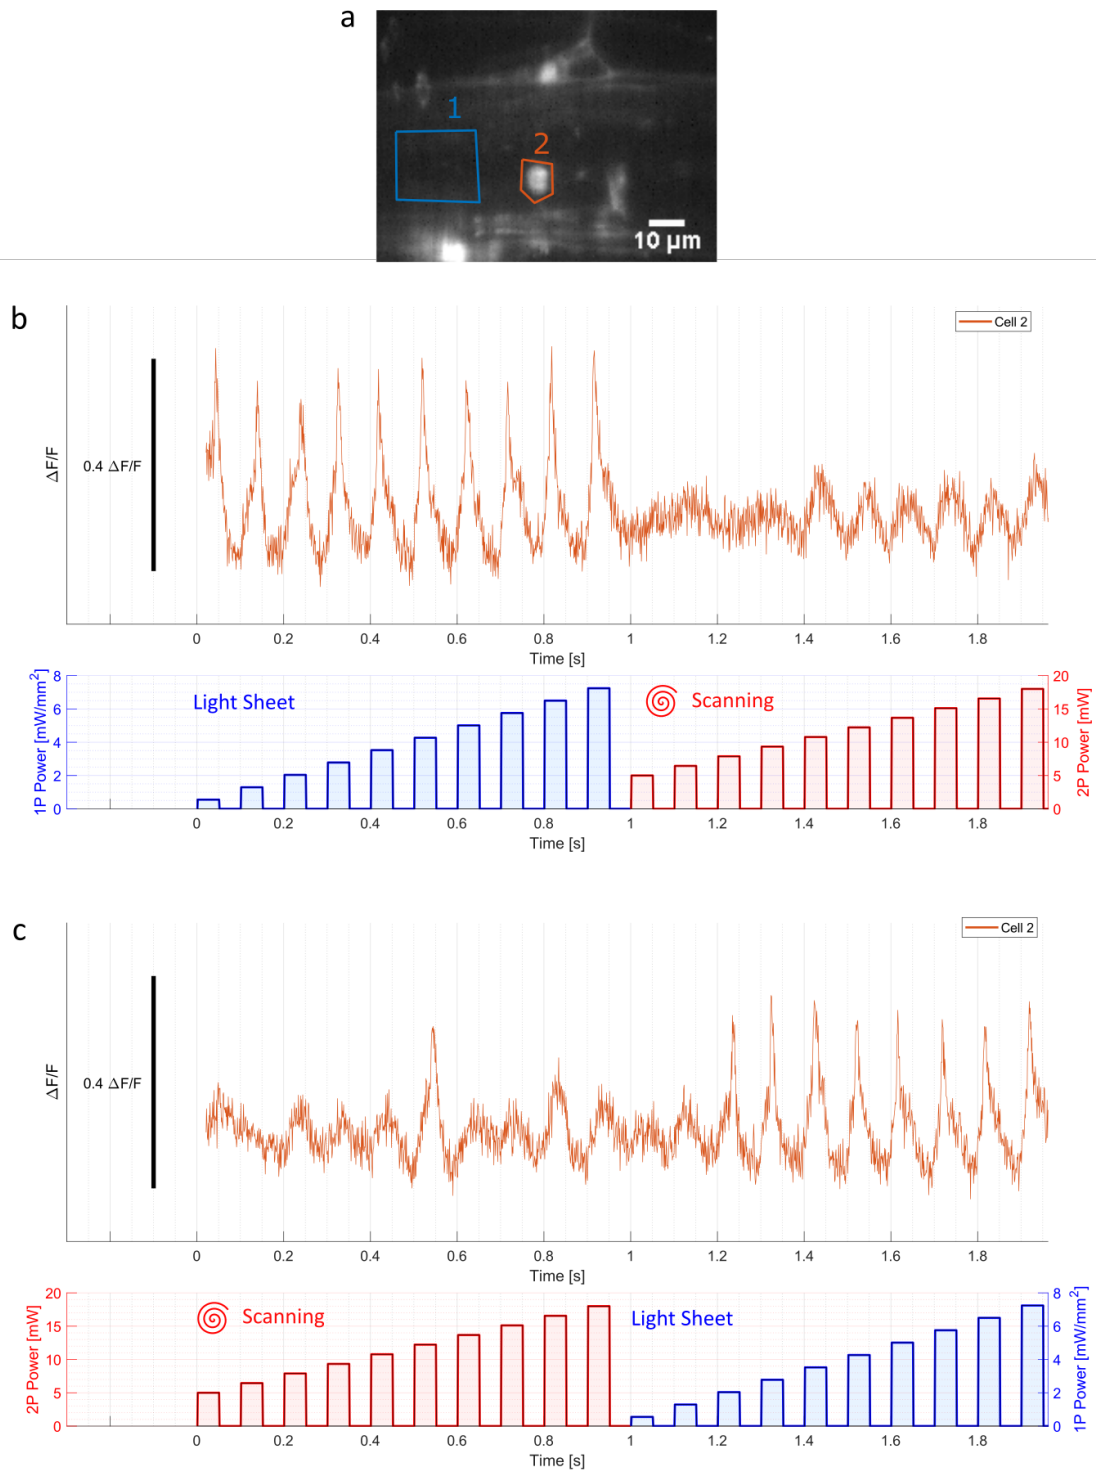 a
1
2
10 µm
b
Cell 2
ΔF/F
0.4 ΔF/F
0 0.2 0.4 0.6 0.8 1 1.2 1.4 1.6 1.8
Time [s]
1P Power [mW/mm²]
8
6
4
2
0
Light Sheet
Scanning
20
15
10
5
0
2P Power [mW]
0 0.2 0.4 0.6 0.8 1 1.2 1.4 1.6 1.8
Time [s]
c
Cell 2
ΔF/F
0.4 ΔF/F
0 0.2 0.4 0.6 0.8 1 1.2 1.4 1.6 1.8
Time [s]
2P Power [mW]
20
15
10
5
0
Scanning
Light Sheet
8
6
4
2
0
1P Power [mW/mm²]
0 0.2 0.4 0.6 0.8 1 1.2 1.4 1.6 1.8
Time [s]